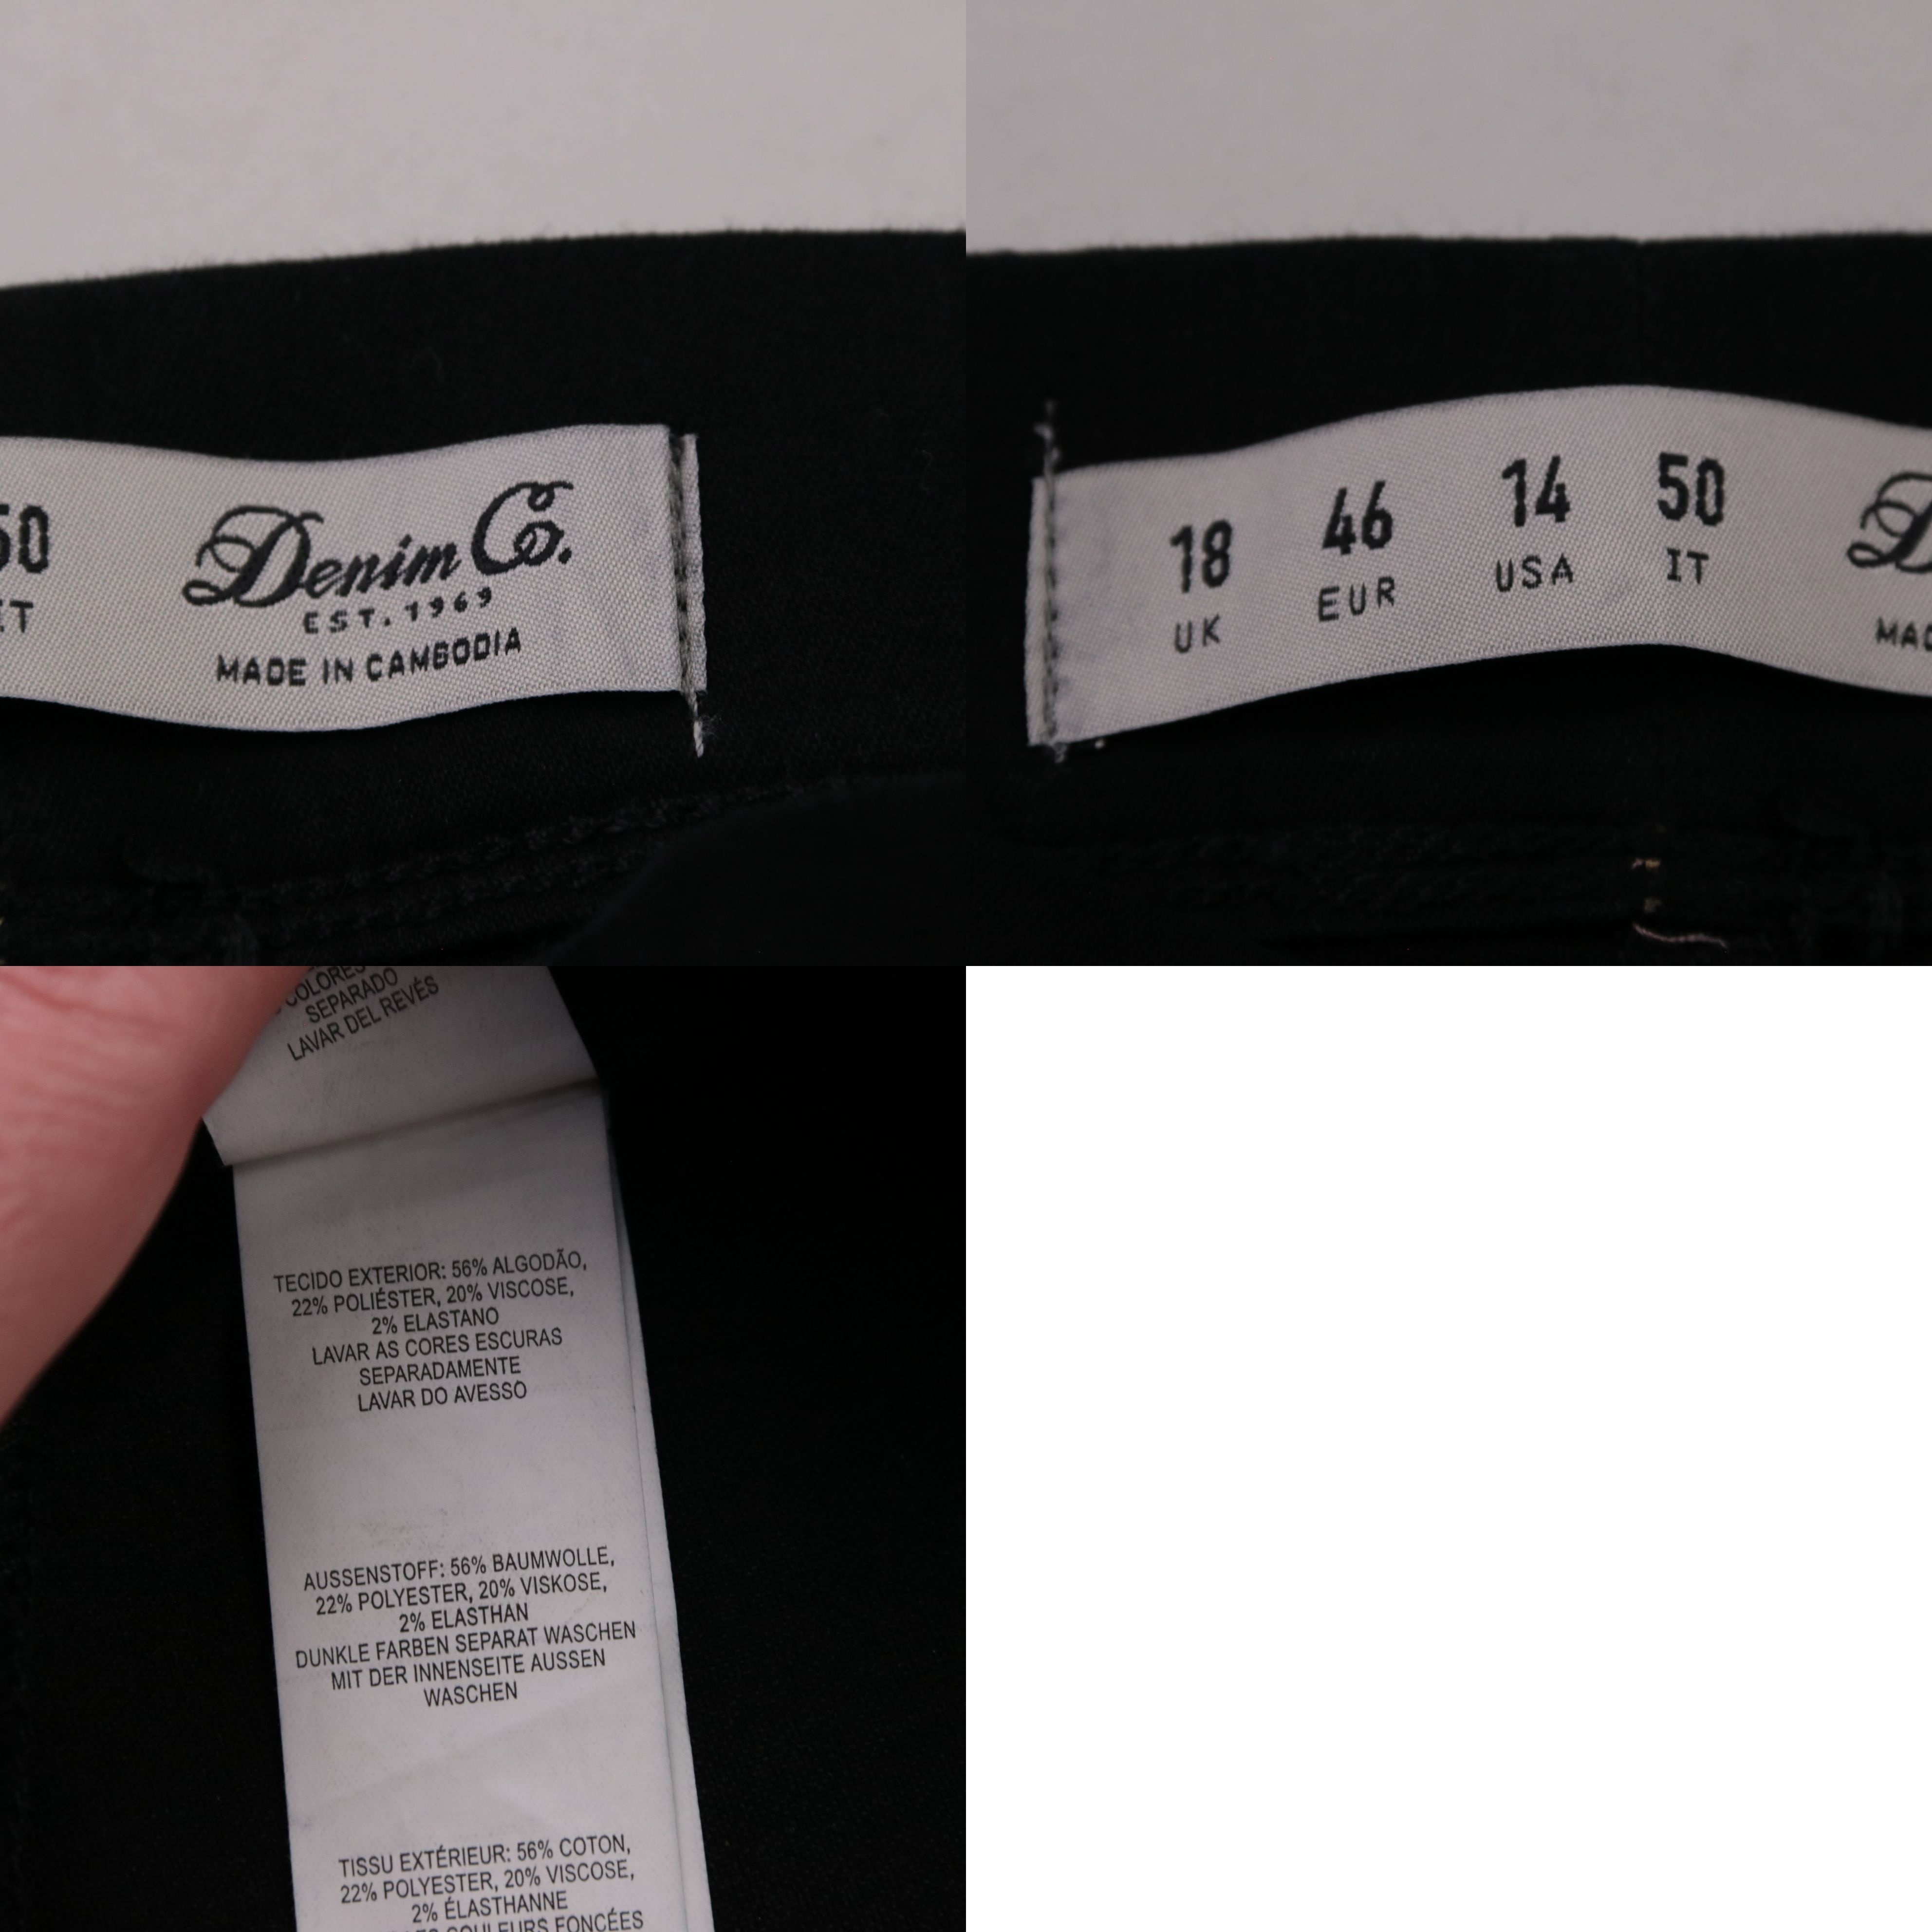 50
IT
Denim Co.
EST. 1969
MADE IN CAMBODIA
18 46 14 50
UK EUR USA IT
COLORES
SEPARADO
LAVAR DEL REVÉS
TECIDO EXTERIOR: 56% ALGODÃO,
22% POLIÉSTER, 20% VISCOSE,
2% ELASTANO
LAVAR AS CORES ESCURAS
SEPARADAMENTE
LAVAR DO AVESSO
AUSSENSTOFF: 56% BAUMWOLLE,
22% POLYESTER, 20% VISKOSE,
2% ELASTHAN
DUNKLE FARBEN SEPARAT WASCHEN
MIT DER INNENSEITE AUSSEN
WASCHEN
TISSU EXTÉRIEUR: 56% COTON,
22% POLYESTER, 20% VISCOSE,
2% ÉLASTHANNE
COULEURS FONCÉES